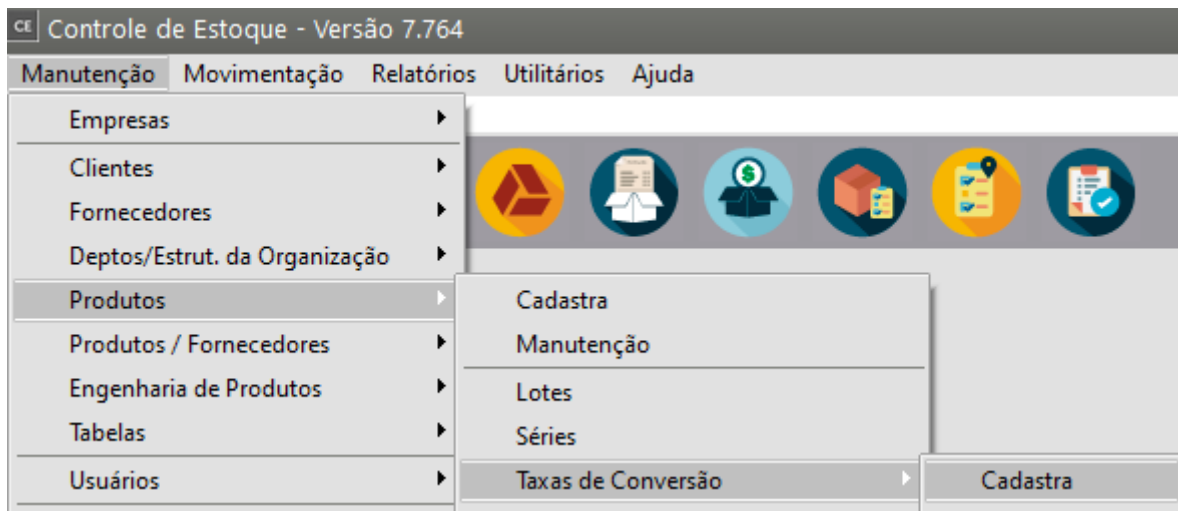 CE Controle de Estoque - Versão 7.764
Manutenção Movimentação Relatórios Utilitários Ajuda
Empresas
Clientes
Fornecedores
Deptos/Estrut. da Organização
Produtos Cadastra
Produtos / Fornecedores Manutenção
Engenharia de Produtos Lotes
Tabelas Séries
Usuários Taxas de Conversão Cadastra